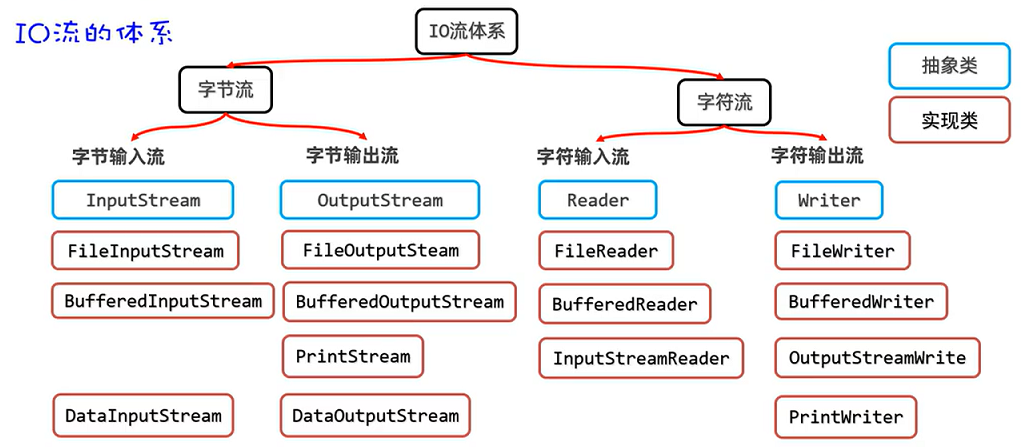 IO流的体系
IO流体系
抽象类
实现类
字节流
字符流
字节输入流
字节输出流
字符输入流
字符输出流
InputStream
OutputStream
Reader
Writer
FileInputStream
FileOutputSteam
FileReader
FileWriter
BufferedInputStream
BufferedOutputStream
BufferedReader
BufferedWriter
PrintStream
InputStreamReader
OutputStreamWrite
DataInputStream
DataOutputStream
PrintWriter